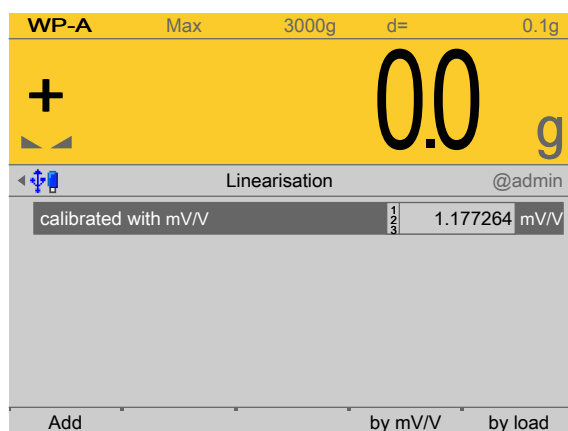 WP-A Max 3000g d= 0.1g
+ 0.0 g
Linearisation @admin
calibrated with mV/V 123 1.177264 mV/V
Add by mV/V by load